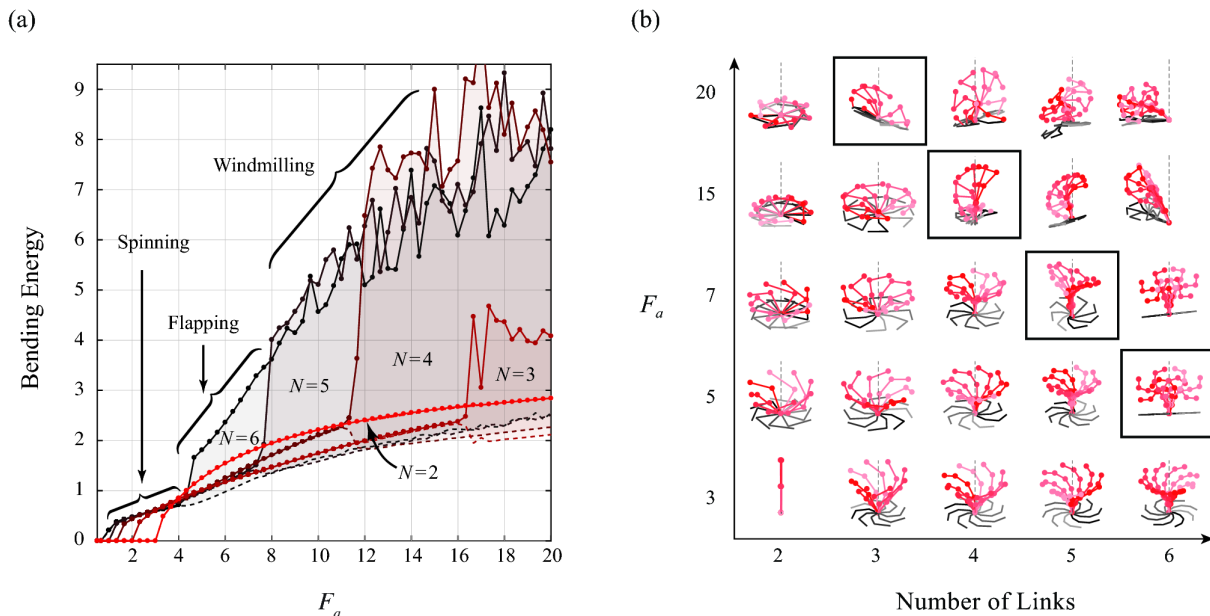 (a)
(b)
9
8
7
6
5
4
3
2
1
0
Bending Energy
Windmilling
Spinning
Flapping
N=6
N=5
N=4
N=3
N=2
2 4 6 8 10 12 14 16 18 20
F_a
20
15
7
5
3
F_a
2 3 4 5 6
Number of Links